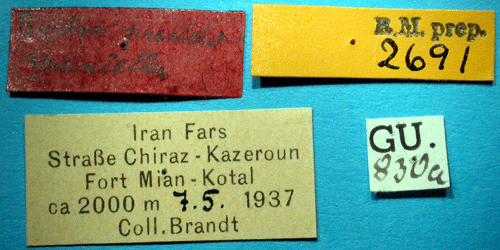 pseudo
R.M. prep.
2691
Iran Fars
Straße Chiraz - Kazeroun
Fort Mian - Kotal
ca 2000 m 7.5. 1937
Coll. Brandt
GU.
830a